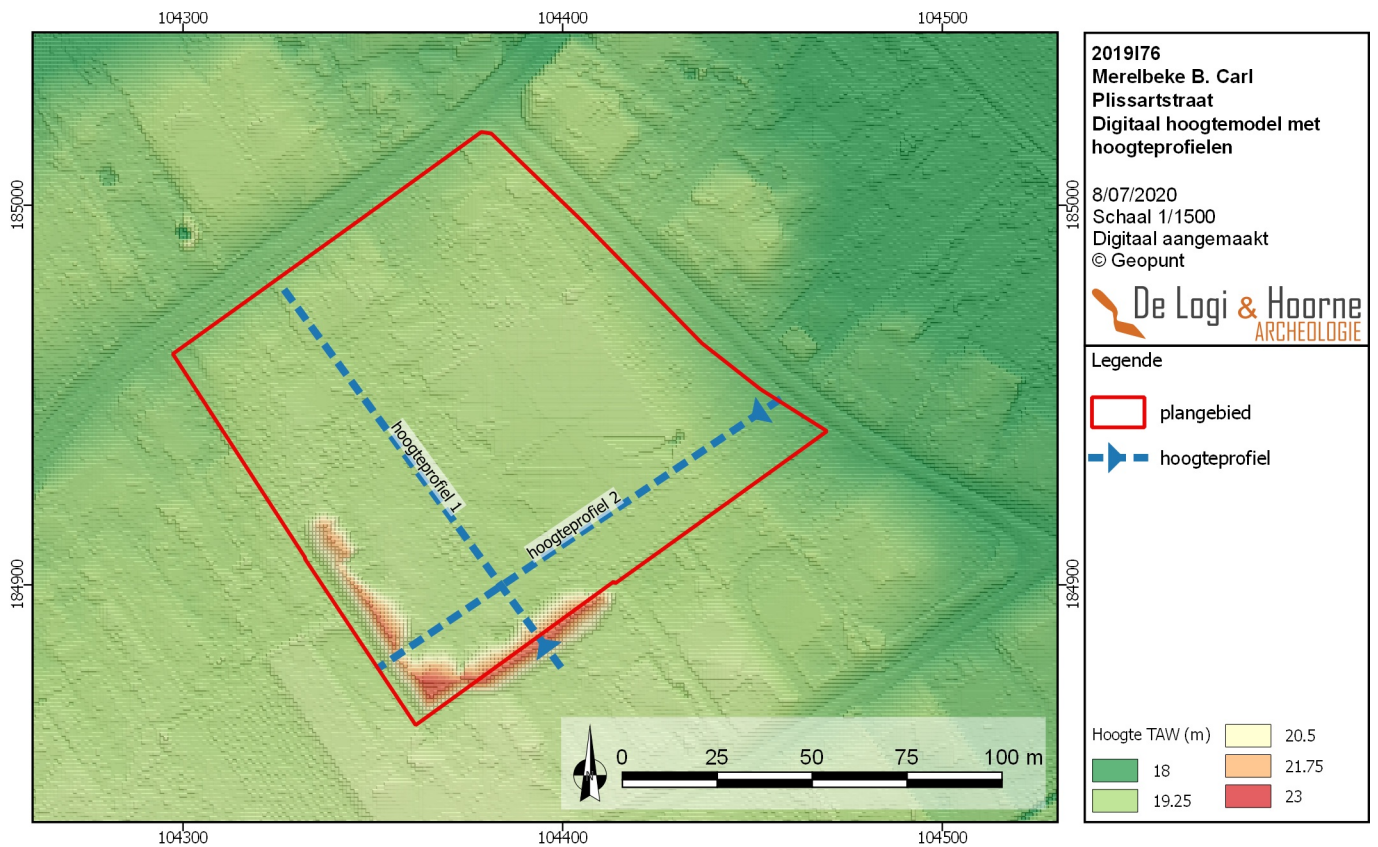 104300
104400
104500
185000
184900
185000
184900
hoogteprofiel 1
hoogteprofiel 2
N
0 25 50 75 100 m
104300
104400
104500
2019I76
Merelbeke B. Carl
Plissartstraat
Digitaal hoogtemodel met
hoogteprofielen
8/07/2020
Schaal 1/1500
Digitaal aangemaakt
© Geopunt
De Logi & Hoorne
ARCHEOLOGIE
Legende
plangebied
hoogteprofiel
Hoogte TAW (m)
18
19.25
20.5
21.75
23